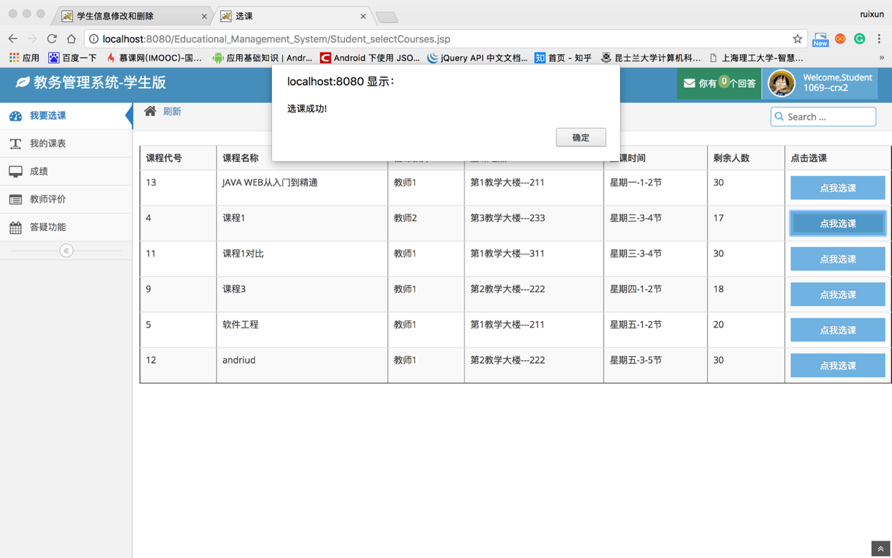 学生信息修改和删除
选课
ruixun
localhost:8080/Educational_Management_System/Student_selectCourses.jsp
New
应用
百度一下
慕课网(IMOOC)-国...
应用基础知识 | Andr...
Android 下使用 JSO...
jQuery API 中文文档...
首页 - 知乎
昆士兰大学计算机科...
上海理工大学-智慧...
教务管理系统-学生版
localhost:8080 显示：
选课成功!
确定
你有0个回答
Welcome,Student
1069--crx2
我要选课
我的课表
成绩
教师评价
答疑功能
刷新
Search ...
课程代号 课程名称 课时间 剩余人数 点击选课
13 JAVA WEB从入门到精通 教师1 第1教学大楼---211 星期一-1-2节 30 点我选课
4 课程1 教师2 第3教学大楼---233 星期三-3-4节 17 点我选课
11 课程1对比 教师1 第1教学大楼---311 星期三-3-4节 30 点我选课
9 课程3 教师1 第2教学大楼---222 星期四-1-2节 18 点我选课
5 软件工程 教师1 第1教学大楼---211 星期五-1-2节 20 点我选课
12 andriud 教师1 第2教学大楼---222 星期五-3-5节 30 点我选课